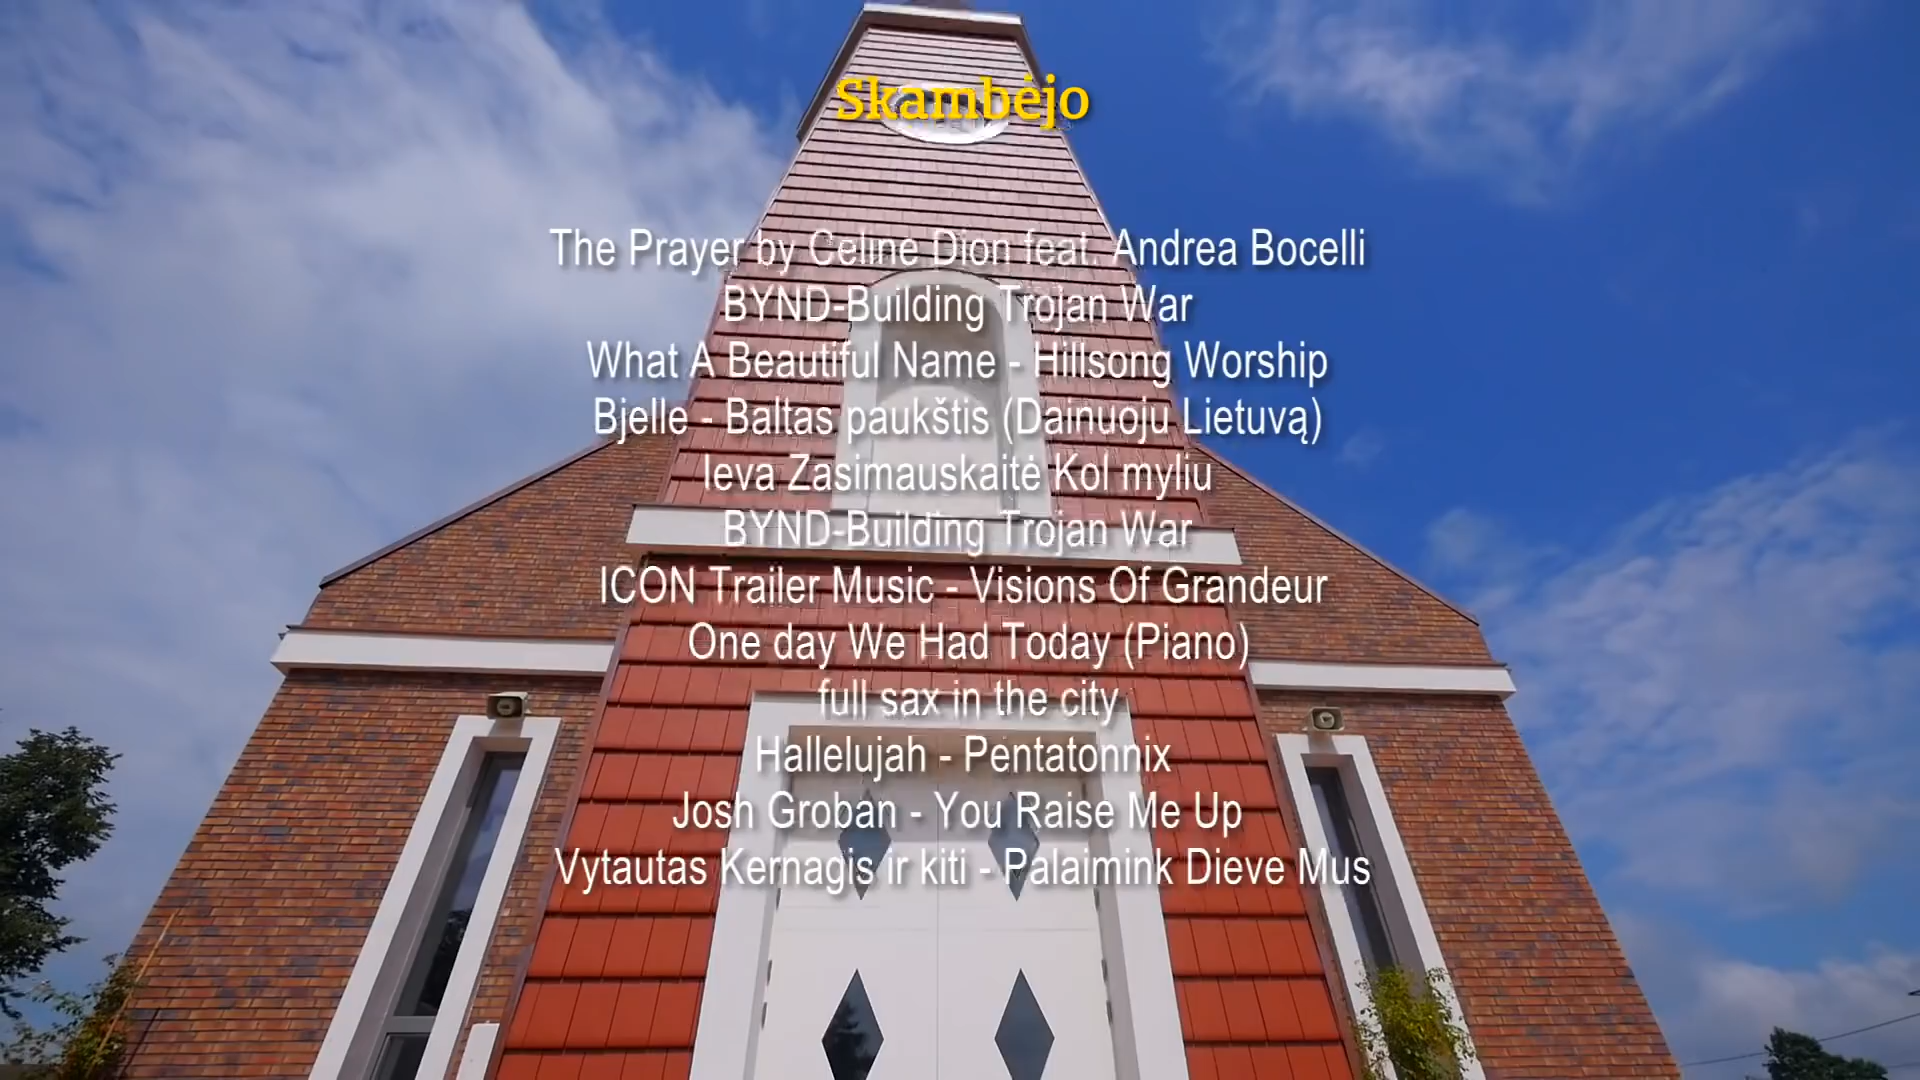 Skambėjo
The Prayer by Celine Dion feat. Andrea Bocelli
BYND-Building Trojan War
What A Beautiful Name - Hillsong Worship
Bjelle - Baltas paukštis (Dainuoju Lietuvą)
Ieva Zasimauskaitė Kol myliu
BYND-Building Trojan War
ICON Trailer Music - Visions Of Grandeur
One day We Had Today (Piano)
full sax in the city
Hallelujah - Pentatonnix
Josh Groban - You Raise Me Up
Vytautas Kernagis ir kiti - Palaimink Dieve Mus